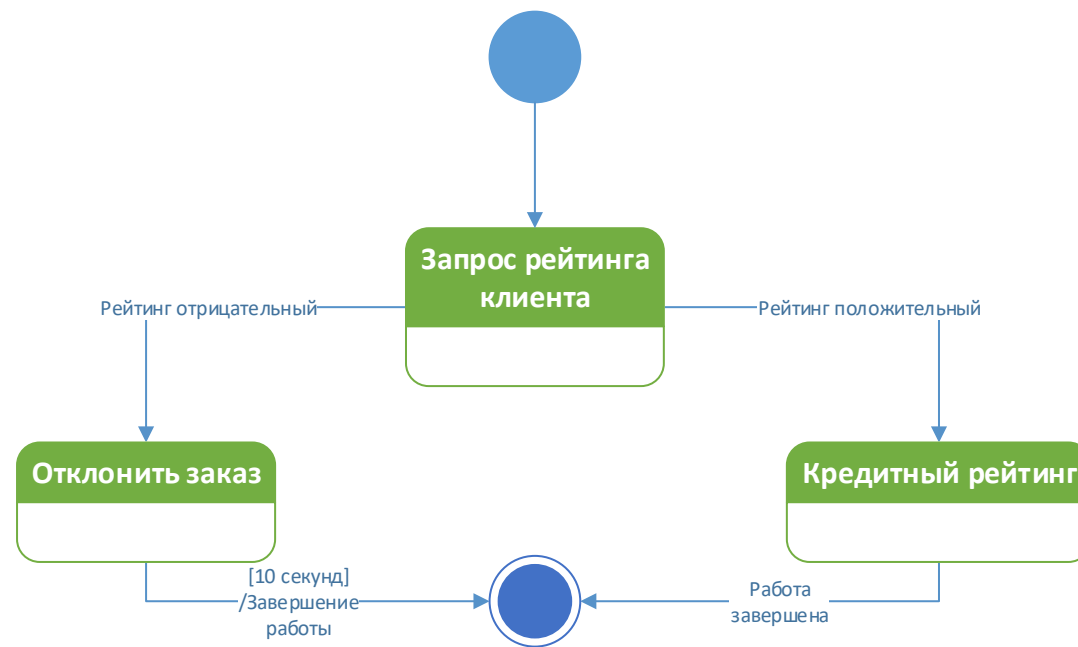 Запрос рейтинга
клиента
Рейтинг отрицательный
Рейтинг положительный
Отклонить заказ
Кредитный рейтинг
[10 секунд]
/Завершение
работы
Работа
завершена